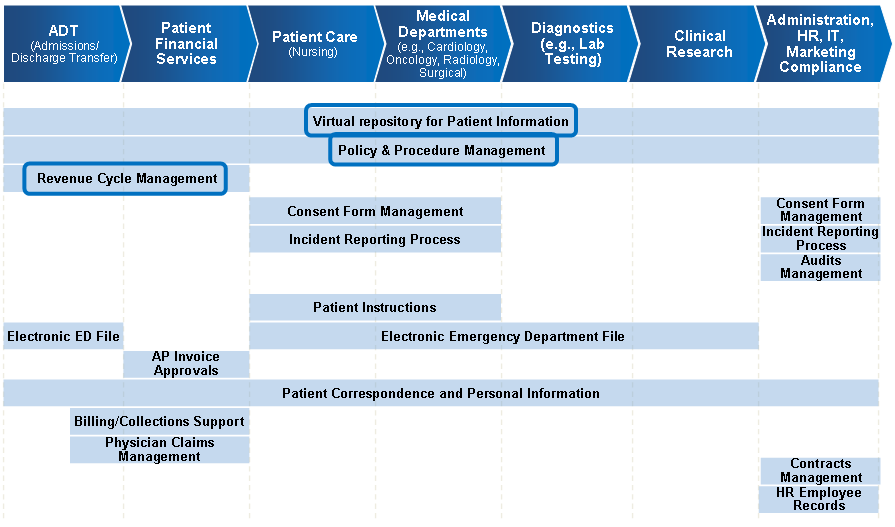 ADT
(Admissions/
Discharge Transfer)
Patient
Financial
Services
Patient Care
(Nursing)
Medical
Departments
(e.g., Cardiology,
Oncology, Radiology,
Surgical)
Diagnostics
(e.g., Lab
Testing)
Clinical
Research
Administration,
HR, IT,
Marketing
Compliance
Virtual repository for Patient Information
Policy & Procedure Management
Revenue Cycle Management
Consent Form Management
Consent Form
Management
Incident Reporting Process
Incident Reporting
Process
Audits
Management
Patient Instructions
Electronic ED File
Electronic Emergency Department File
AP Invoice
Approvals
Patient Correspondence and Personal Information
Billing/Collections Support
Physician Claims
Management
Contracts
Management
HR Employee
Records